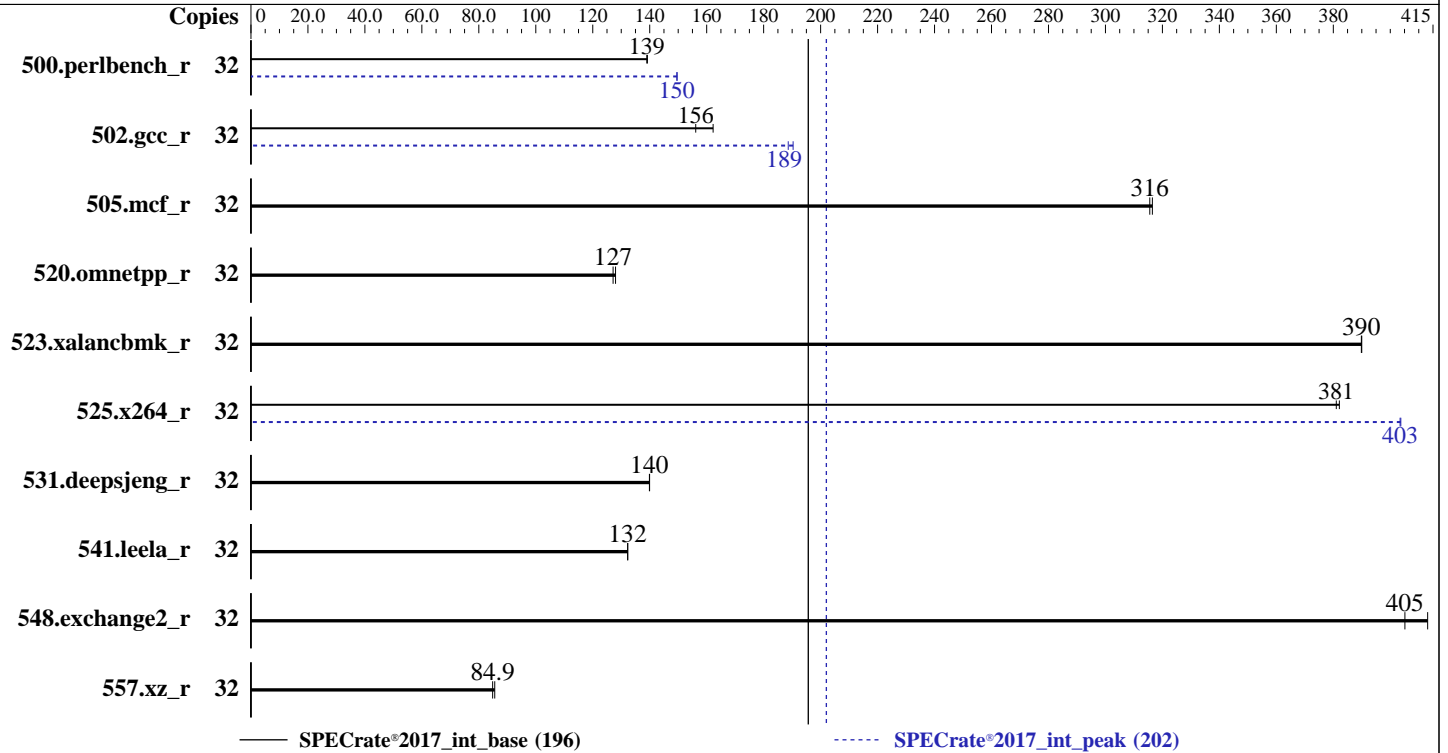 Copies 0 20.0 40.0 60.0 80.0 100 120 140 160 180 200 220 240 260 280 300 320 340 360 380 415
500.perlbench_r 32 139
150
502.gcc_r 32 156
189
505.mcf_r 32 316
520.omnetpp_r 32 127
523.xalancbmk_r 32 390
525.x264_r 32 381
403
531.deepsjeng_r 32 140
541.leela_r 32 132
548.exchange2_r 32 405
557.xz_r 32 84.9
SPECrate®2017_int_base (196) SPECrate®2017_int_peak (202)